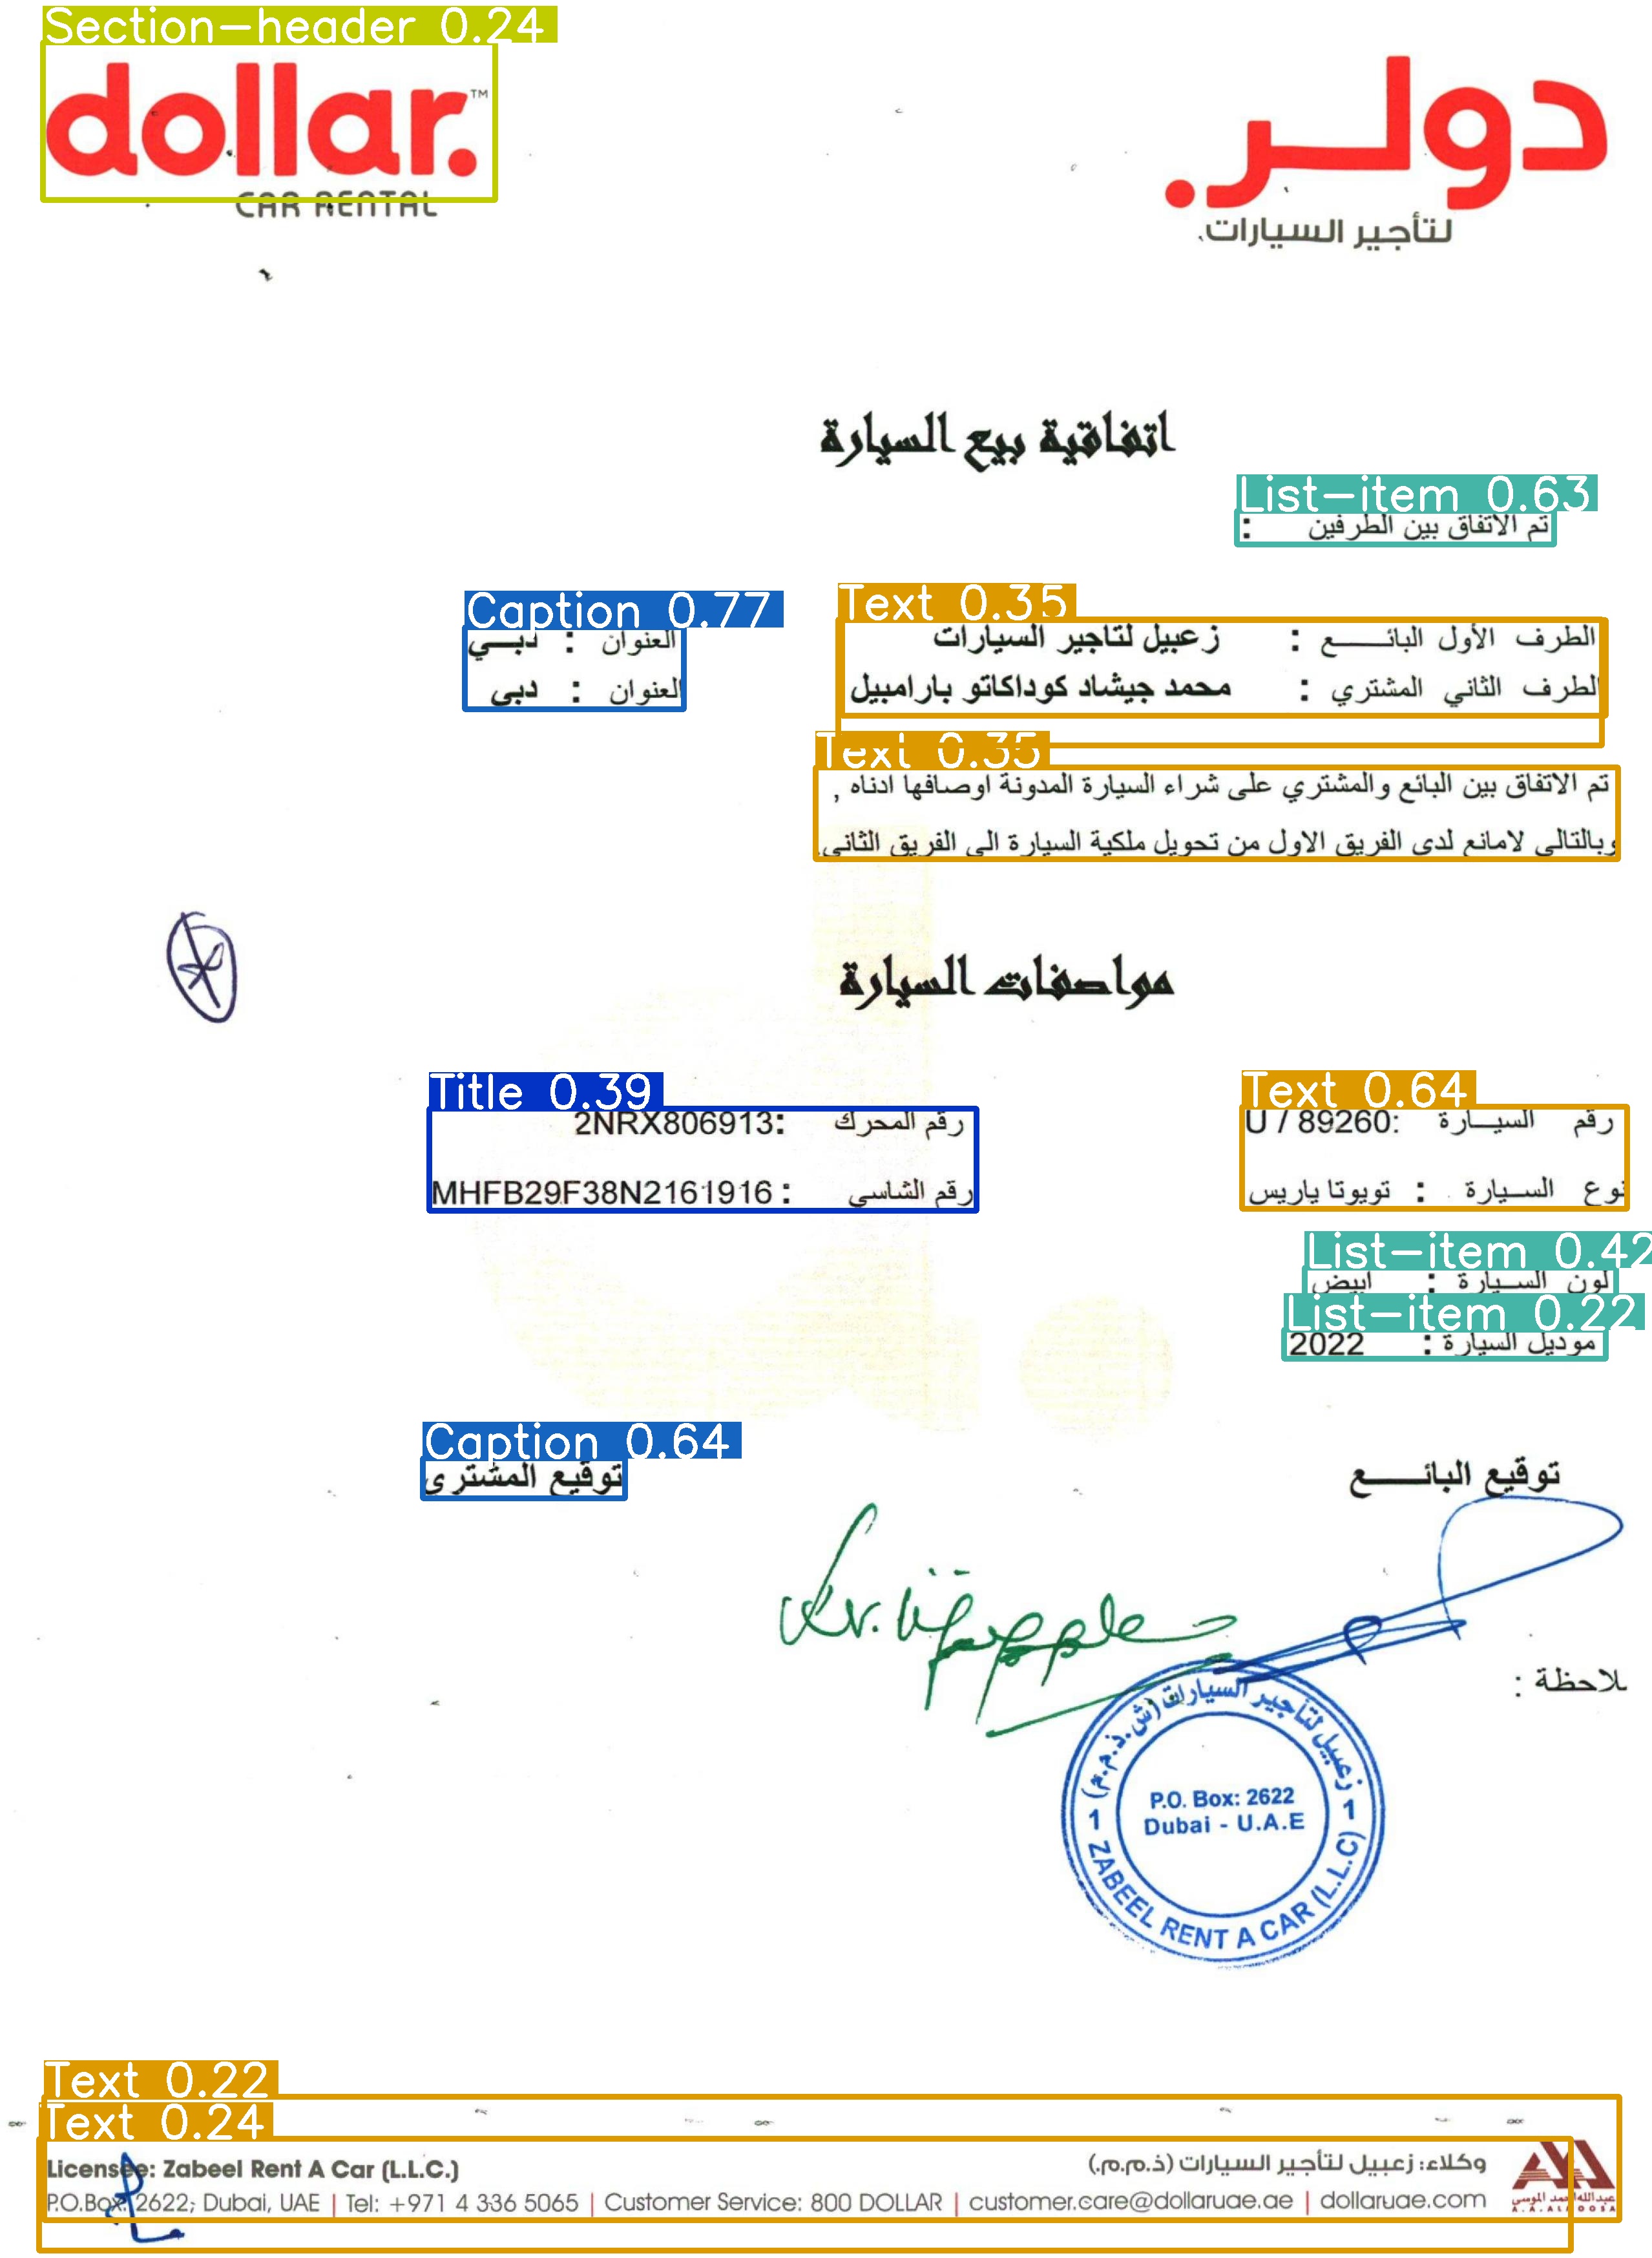 Section-header 0.24
dollar.™
CAR RENTAL
دولـر.
لتأجير السيارات.
اتفاقية بيع السيارة
List-item 0.63
تم الاتفاق بين الطرفين :
Text 0.35
Caption 0.77
الطرف الأول البائـــــع : زعبيل لتاجير السيارات العنوان : دبـــي
الطرف الثاني المشتري : محمد جيشاد كوداكاتو بارامبيل العنوان : دبي
Text 0.35
تم الاتفاق بين البائع والمشتري على شراء السيارة المدونة اوصافها ادناه ,
وبالتالي لامانع لدى الفريق الاول من تحويل ملكية السيارة الى الفريق الثاني
مواصفات السيارة
Text 0.64
Title 0.39
رقم السيـــارة :U / 89260 رقم المحرك :2NRX806913
نوع السـيارة : تويوتا ياريس رقم الشاسي : MHFB29F38N2161916
List-item 0.42
لون الســيارة : ابيض
List-item 0.22
موديل السيارة : 2022
Caption 0.64
توقيع البائـــــع توقيع المشترى
ملاحظة :
زعبيل لتأجير السيارات (ش.ذ.م.م)
P.O. Box: 2622
Dubai - U.A.E
1 1
ZABEEL RENT A CAR (L.L.C)
Text 0.22
Text 0.24
Licensee: Zabeel Rent A Car (L.L.C.) وكلاء: زعبيل لتأجير السيارات (ذ.م.م.)
P.O.Box: 2622; Dubai, UAE | Tel: +971 4 336 5065 | Customer Service: 800 DOLLAR | customer.care@dollaruae.ae | dollaruae.com
عبدالله احمد الموسى
A.A.ALMOOSA